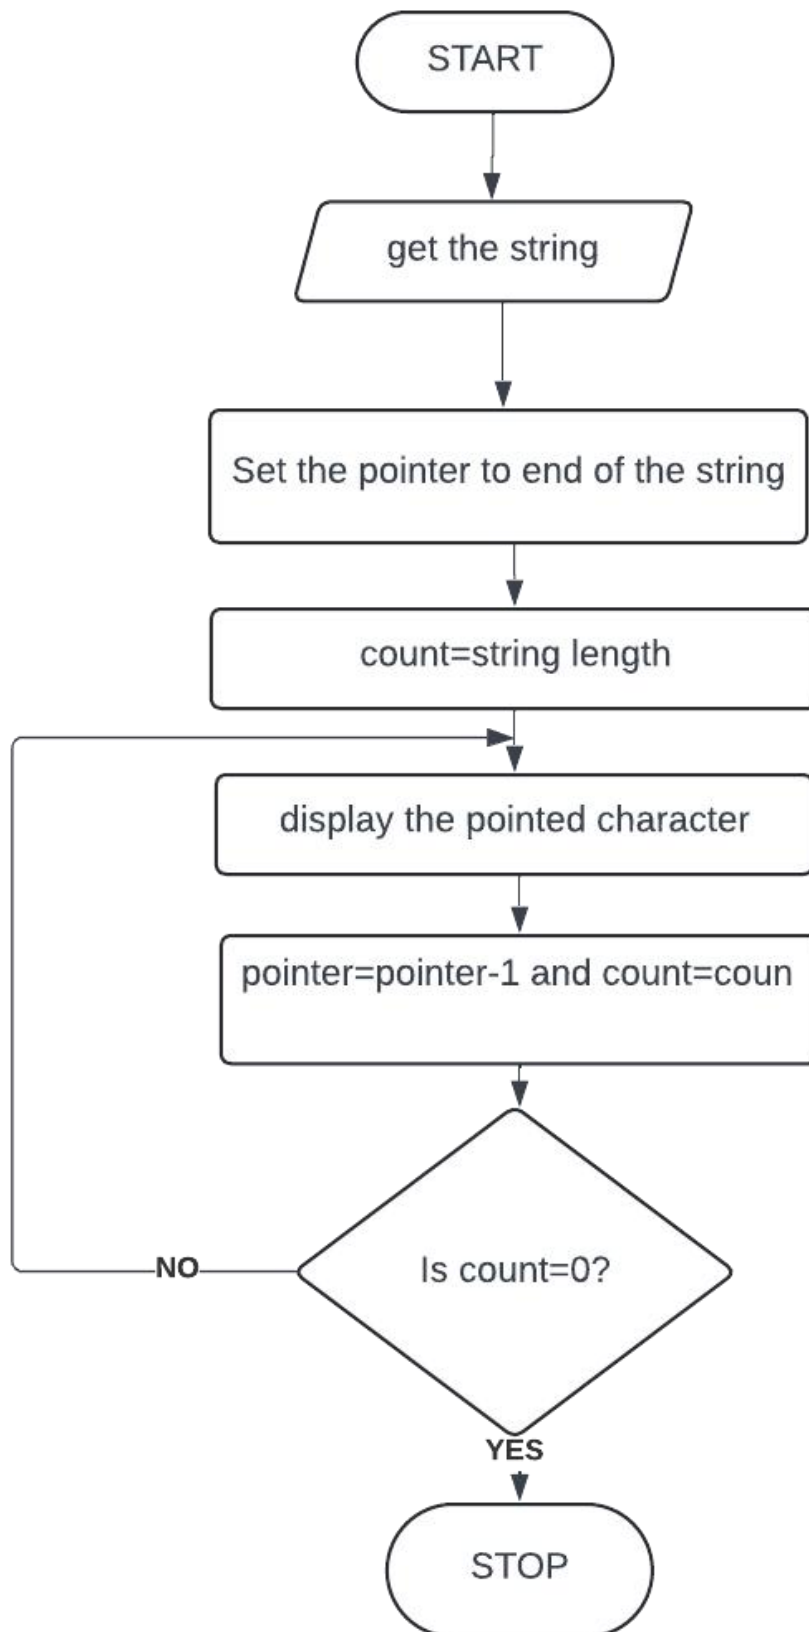 START
get the string
Set the pointer to end of the string
count=string length
display the pointed character
pointer=pointer-1 and count=coun
Is count=0?
NO
YES
STOP